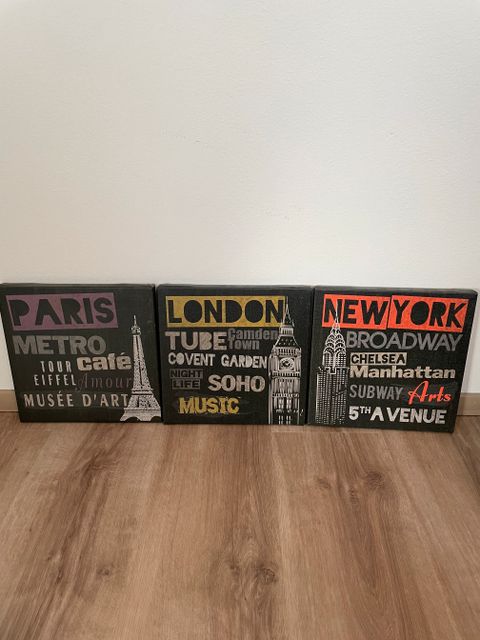 PARIS
METRO
café
TOUR
EIFFEL Amour
MUSÉE D'ART
LONDON
TUBE Camden Town
COVENT GARDEN
NIGHT LIFE SOHO
MUSIC
NEW YORK
BROADWAY
CHELSEA
Manhattan
SUBWAY Arts
5TH AVENUE